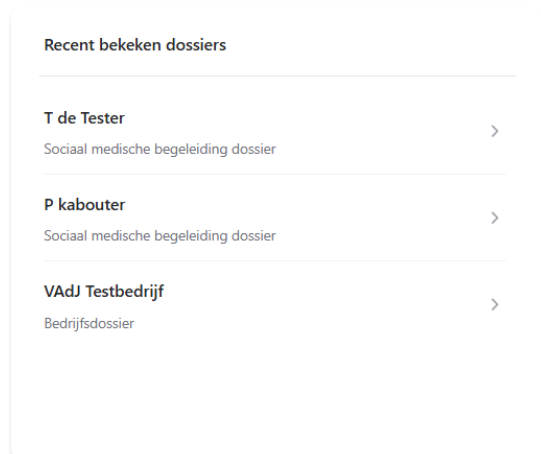 Recent bekeken dossiers
T de Tester
Sociaal medische begeleiding dossier
P kabouter
Sociaal medische begeleiding dossier
VAdJ Testbedrijf
Bedrijfsdossier